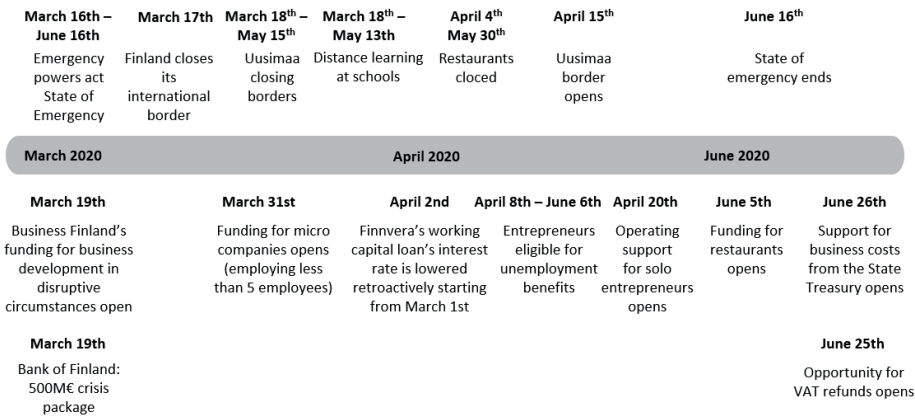 March 16th –
June 16th
Emergency
powers act
State of
Emergency
March 17th
Finland closes
its
international
border
March 18th –
May 15th
Uusimaa
closing
borders
March 18th –
May 13th
Distance learning
at schools
April 4th
May 30th
Restaurants
cloced
April 15th
Uusimaa
border
opens
June 16th
State of
emergency ends
March 2020
April 2020
June 2020
March 19th
Business Finland's
funding for business
development in
disruptive
circumstances open
March 31st
Funding for micro
companies opens
(employing less
than 5 employees)
April 2nd
Finnvera's working
capital loan's interest
rate is lowered
retroactively starting
from March 1st
April 8th – June 6th
Entrepreneurs
eligible for
unemployment
benefits
April 20th
Operating
support
for solo
entrepreneurs
opens
June 5th
Funding for
restaurants
opens
June 26th
Support for
business costs
from the State
Treasury opens
March 19th
Bank of Finland:
500M€ crisis
package
June 25th
Opportunity for
VAT refunds opens